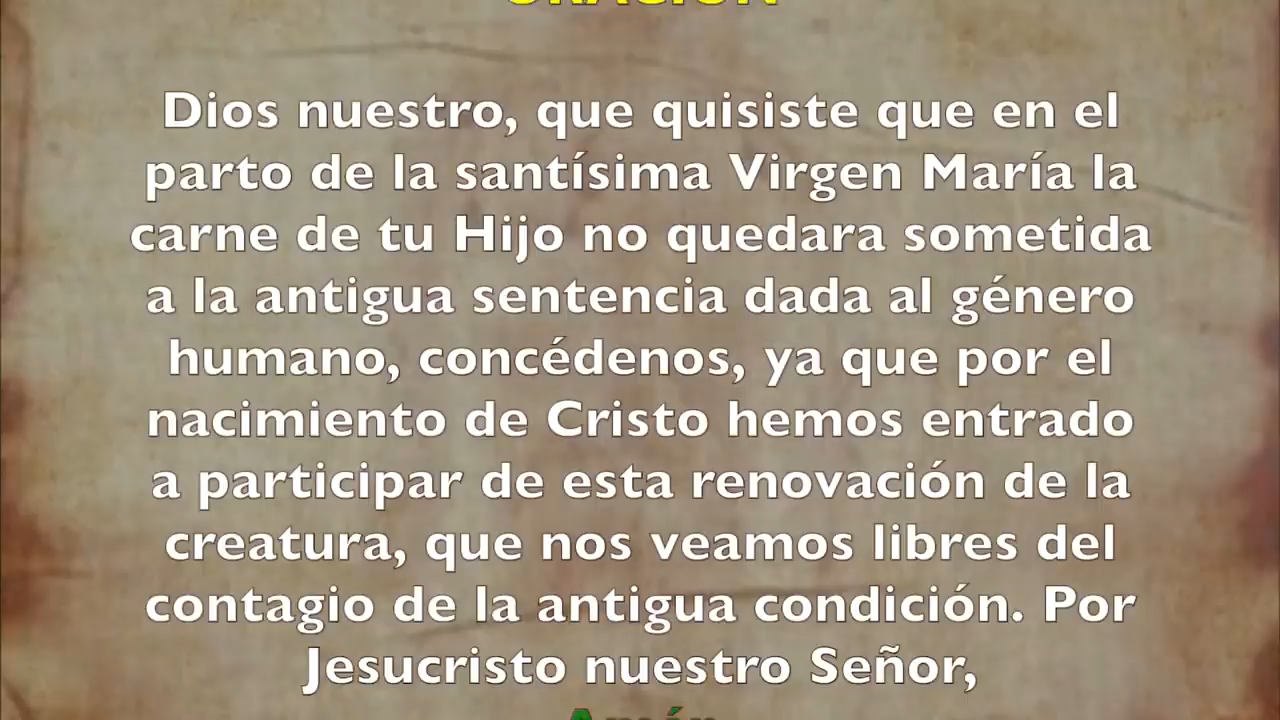 ORACIÓN
Dios nuestro, que quisiste que en el
parto de la santísima Virgen María la
carne de tu Hijo no quedara sometida
a la antigua sentencia dada al género
humano, concédenos, ya que por el
nacimiento de Cristo hemos entrado
a participar de esta renovación de la
creatura, que nos veamos libres del
contagio de la antigua condición. Por
Jesucristo nuestro Señor,
Amén